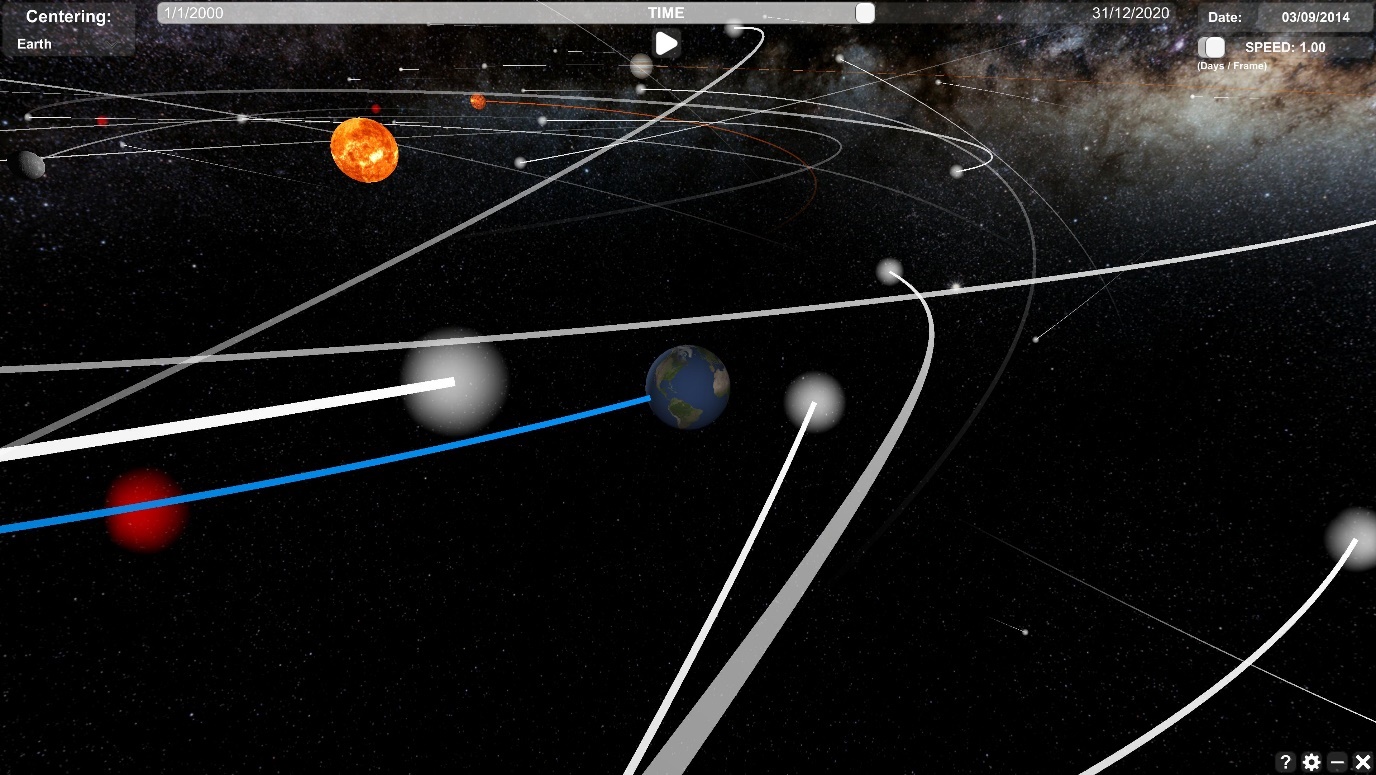 Centering:
Earth
1/1/2000 TIME 31/12/2020
Date: 03/09/2014
SPEED: 1.00
(Days / Frame)
?